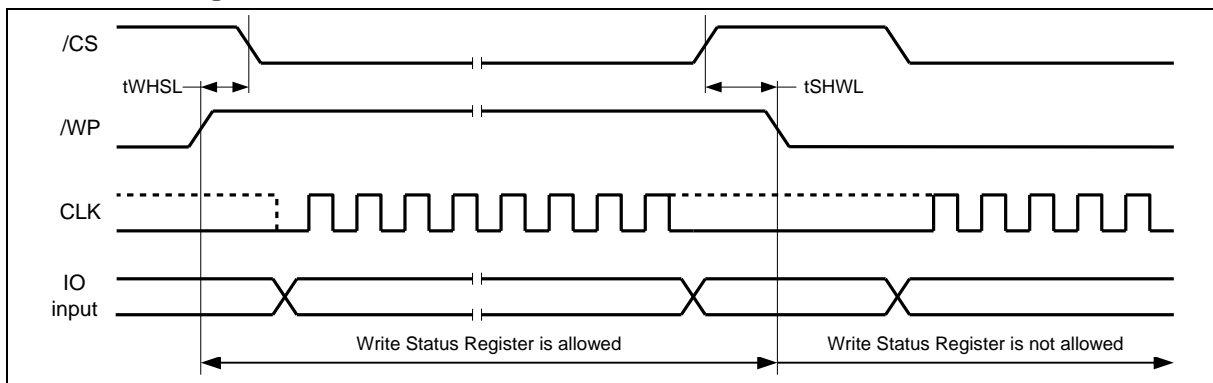 /CS
tWHSL
tSHWL
/WP
CLK
IO
input
Write Status Register is allowed
Write Status Register is not allowed